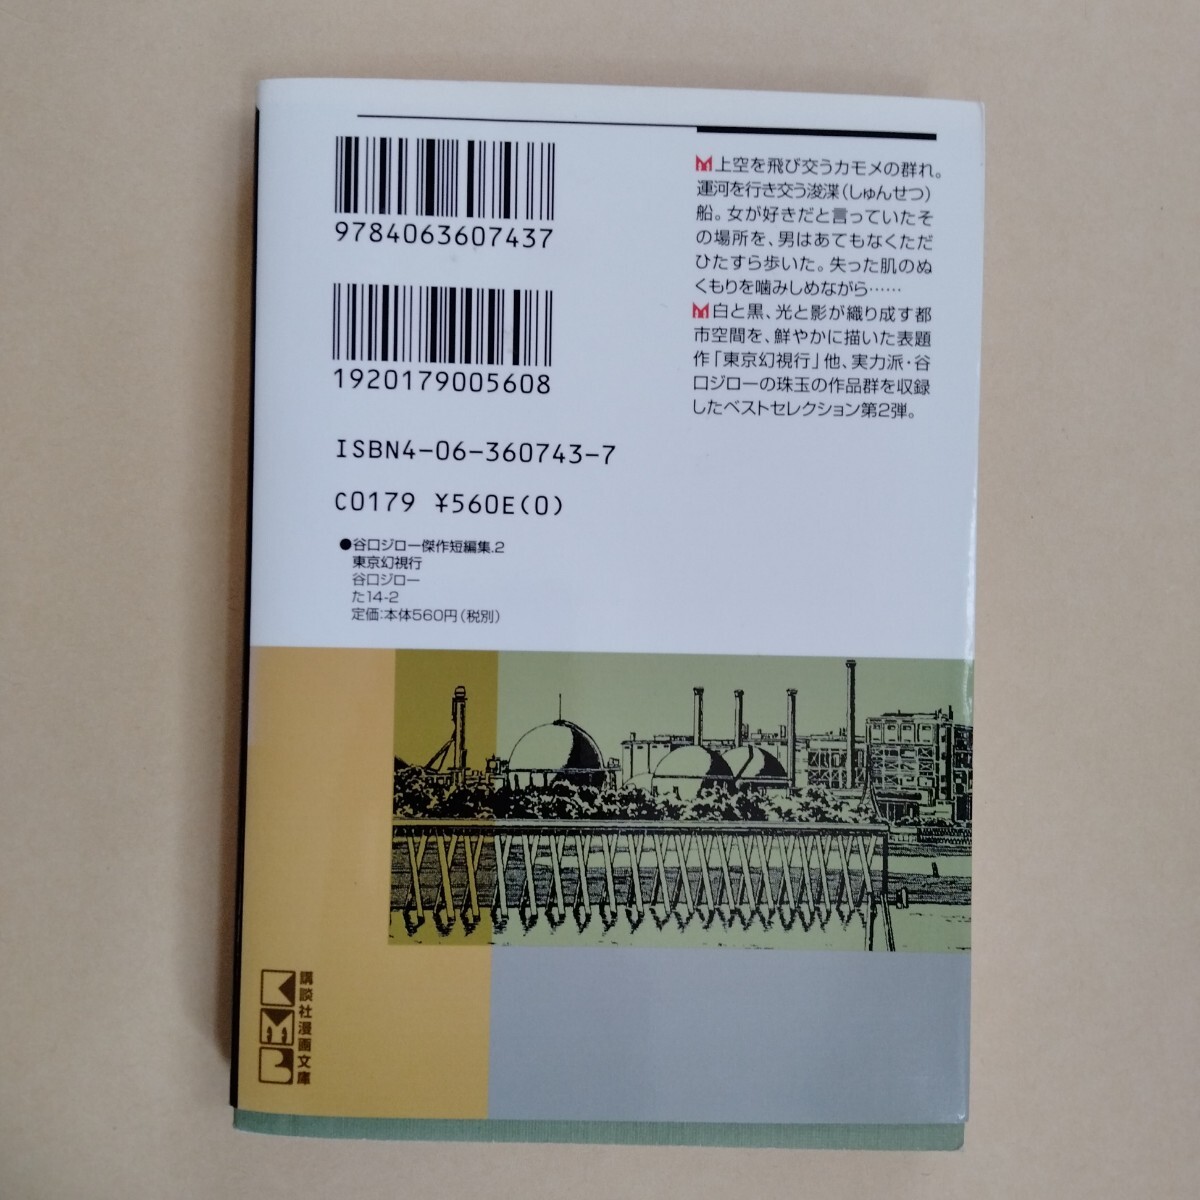 9784063607437
1920179005608
ISBN4-06-360743-7
C0179 ¥560E(0)
●谷口ジロー傑作短編集.2
東京幻視行
谷口ジロー
た14-2
定価:本体560円(税別)
上空を飛び交うカモメの群れ。
運河を行き交う浚渫(しゅんせつ)
船。女が好きだと言っていたそ
の場所を、男はあてもなくただ
ひたすら歩いた。失った肌のぬ
くもりを噛みしめながら……
白と黒、光と影が織り成す都
市空間を、鮮やかに描いた表題
作「東京幻視行」他、実力派・谷
口ジローの珠玉の作品群を収録
したベストセレクション第2弾。
KMB
講談社漫画文庫